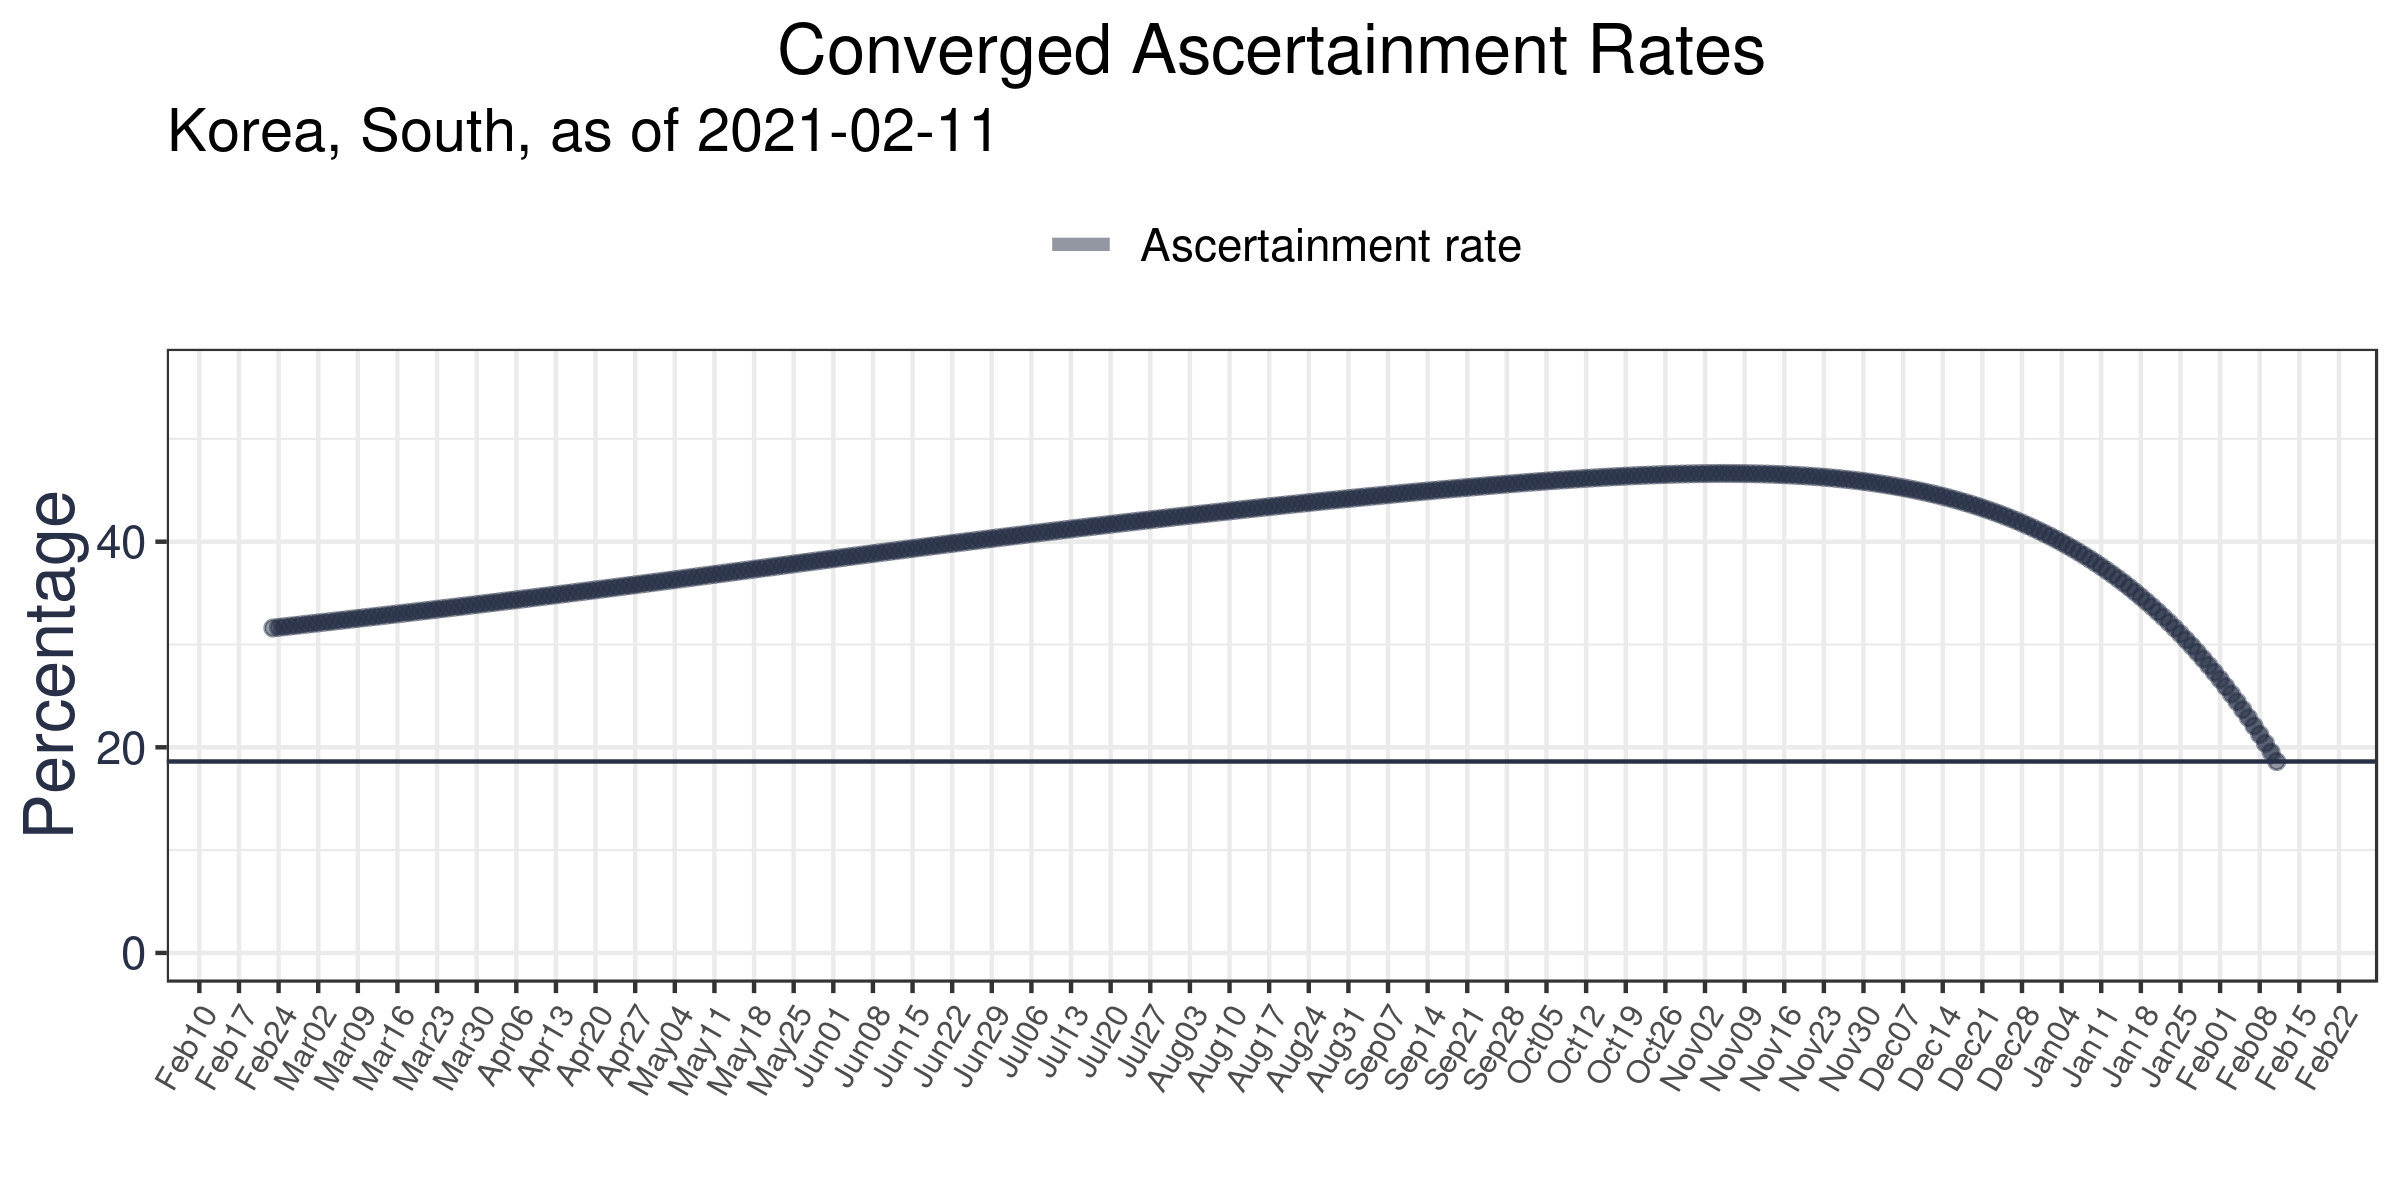 Converged Ascertainment Rates
Korea, South, as of 2021-02-11
Ascertainment rate
Percentage
40
20
0
Feb10
Feb17
Feb24
Mar02
Mar09
Mar16
Mar23
Mar30
Apr06
Apr13
Apr20
Apr27
May04
May11
May18
May25
Jun01
Jun08
Jun15
Jun22
Jun29
Jul06
Jul13
Jul20
Jul27
Aug03
Aug10
Aug17
Aug24
Aug31
Sep07
Sep14
Sep21
Sep28
Oct05
Oct12
Oct19
Oct26
Nov02
Nov09
Nov16
Nov23
Nov30
Dec07
Dec14
Dec21
Dec28
Jan04
Jan11
Jan18
Jan25
Feb01
Feb08
Feb15
Feb22